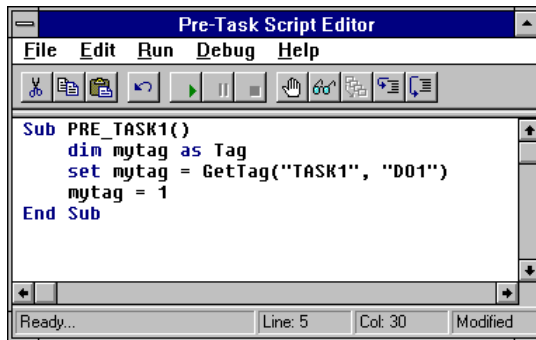 Pre-Task Script Editor
File Edit Run Debug Help
Sub PRE_TASK1()
dim mytag as Tag
set mytag = GetTag("TASK1", "DO1")
mytag = 1
End Sub
Ready... Line: 5 Col: 30 Modified